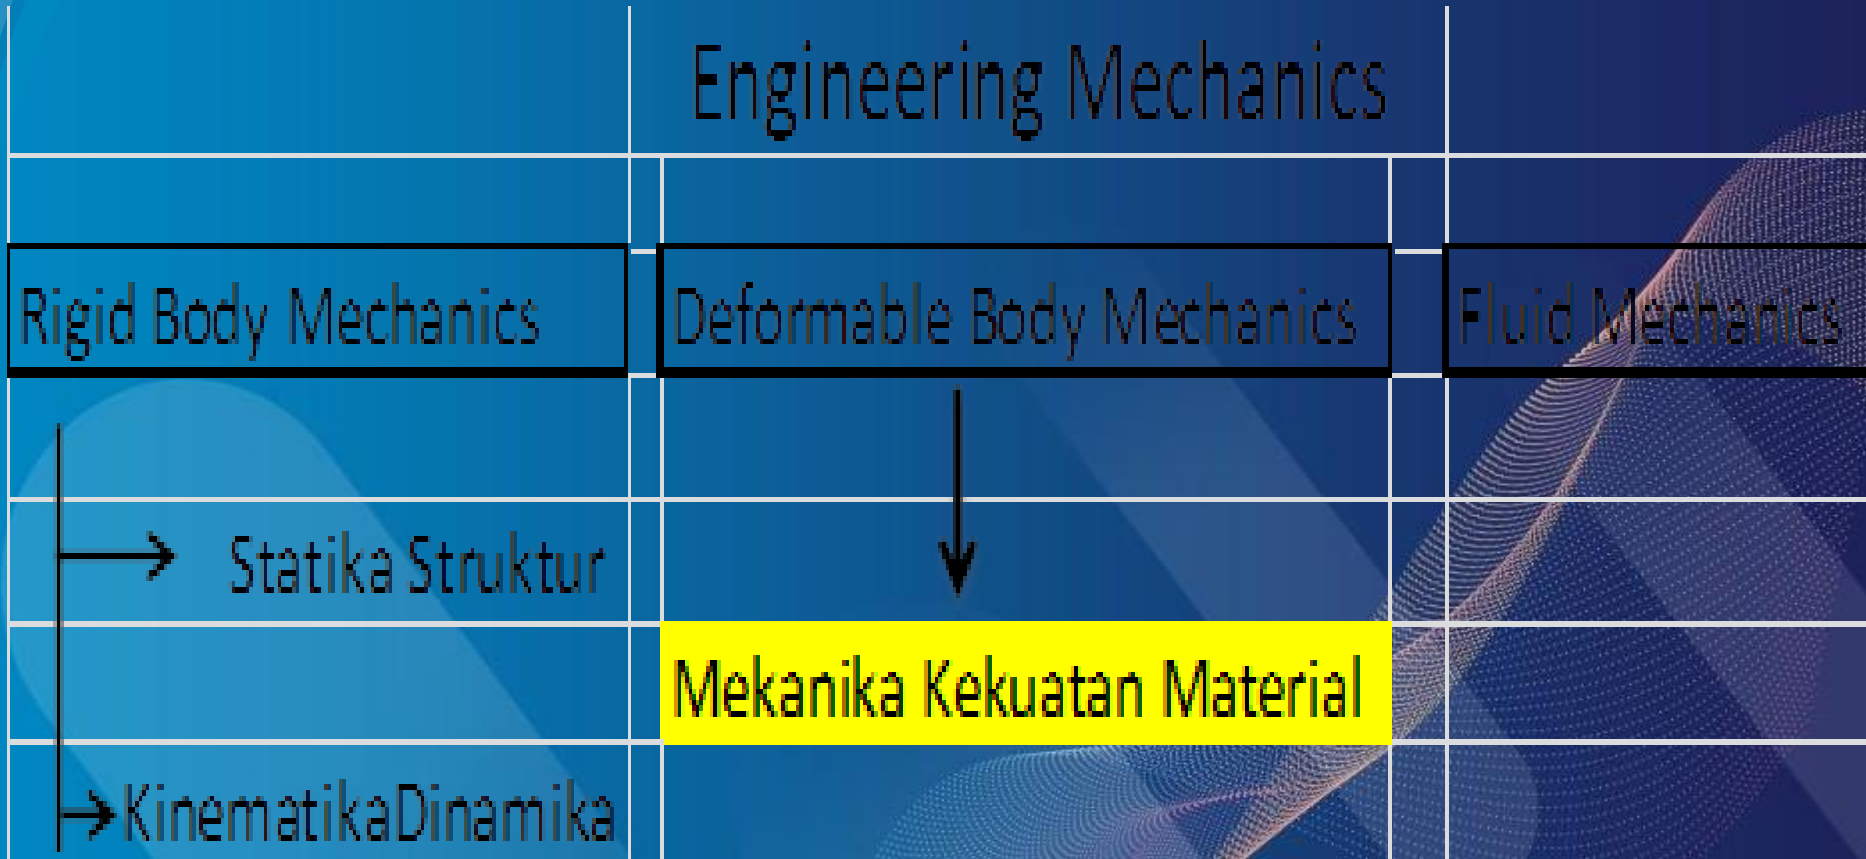 Engineering Mechanics
Rigid Body Mechanics
Deformable Body Mechanics
Fluid Mechanics
Statika Struktur
Mekanika Kekuatan Material
KinematikaDinamika